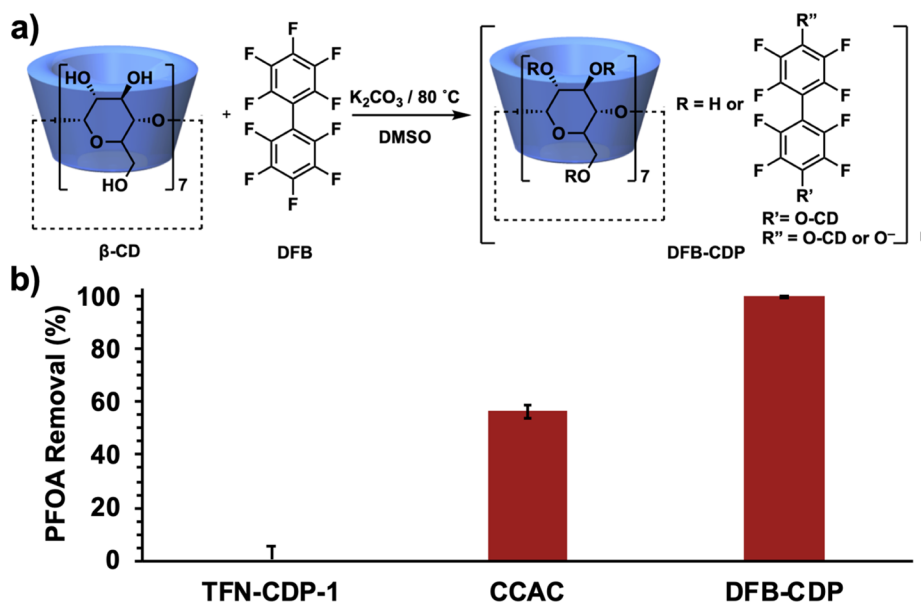 a)
HO OH
O
O
HO
7
β-CD
+
F F F F F F F F F F
DFB
K₂CO₃ / 80 ˚C
DMSO
RO OR
O
O
RO
7
R = H or
R”
F F F F F F F F
R’
R’= O-CD
R” = O-CD or O⁻
DFB-CDP
b)
PFOA Removal (%)
100
80
60
40
20
0
TFN-CDP-1 CCAC DFB-CDP